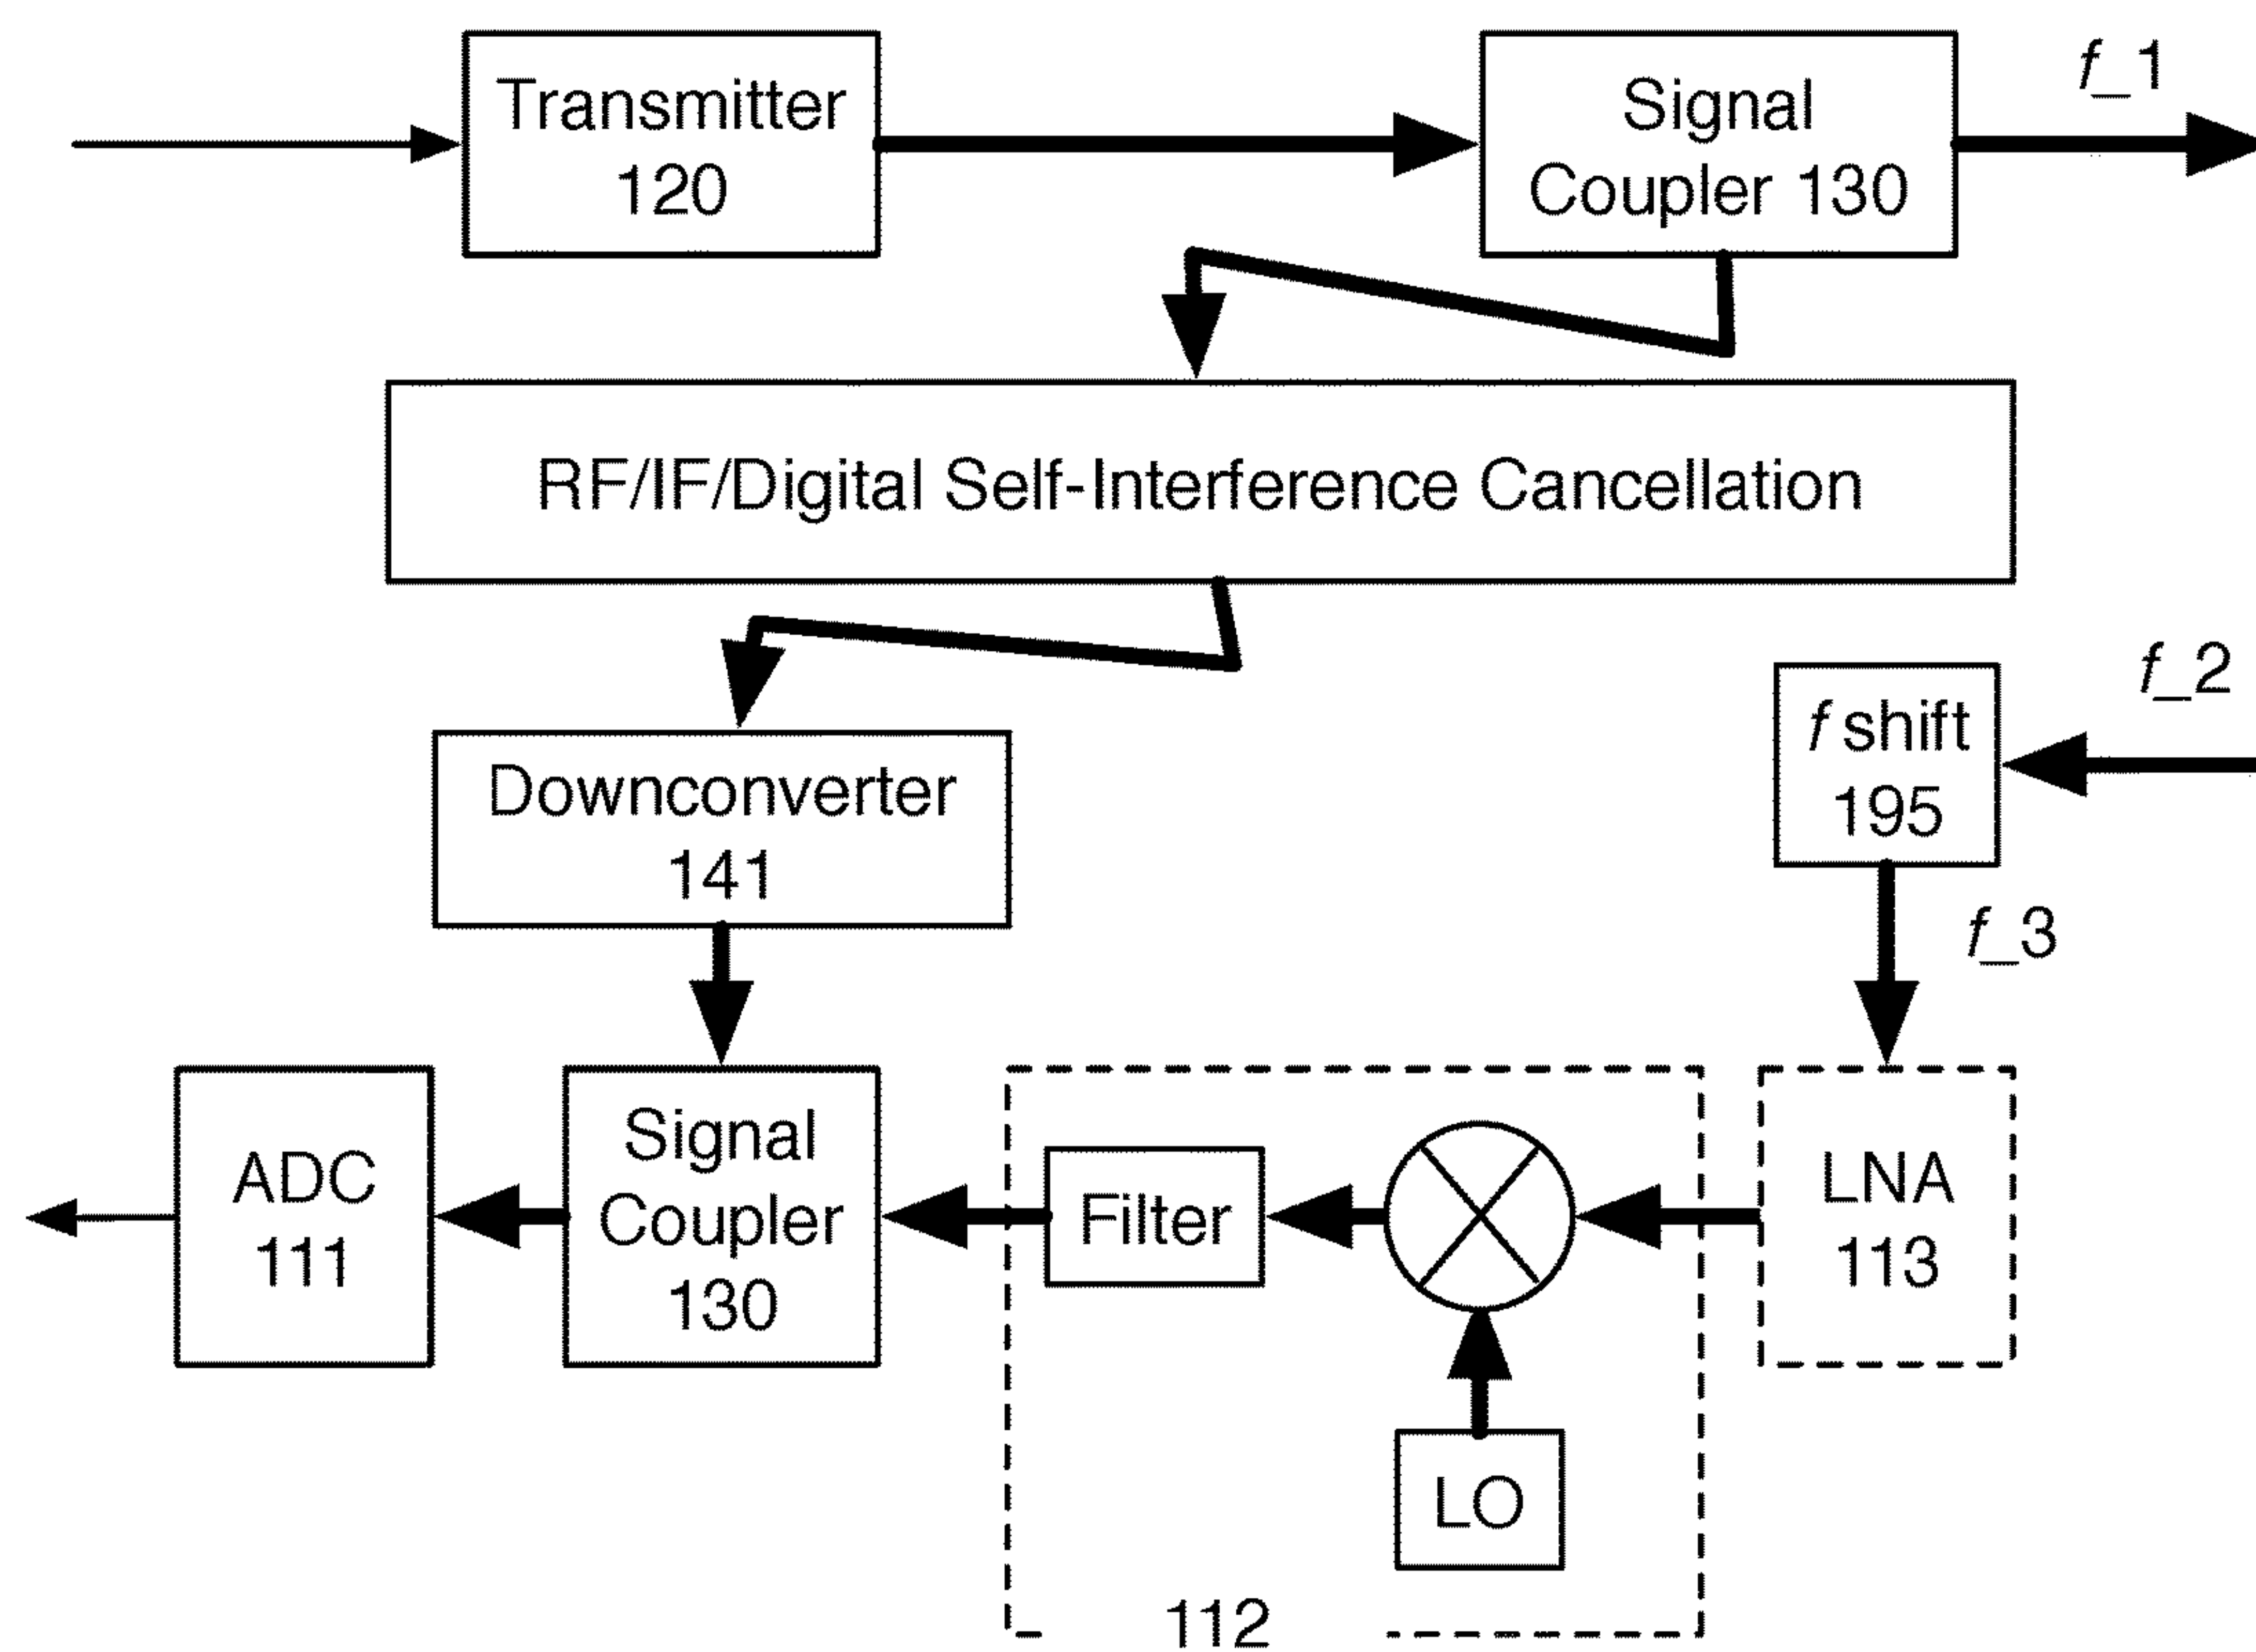 Transmitter
120
Signal
Coupler 130
f_1
RF/IF/Digital Self-Interference Cancellation
f_2
f shift
195
Downconverter
141
f_3
ADC
111
Signal
Coupler
130
Filter
LNA
113
LO
112